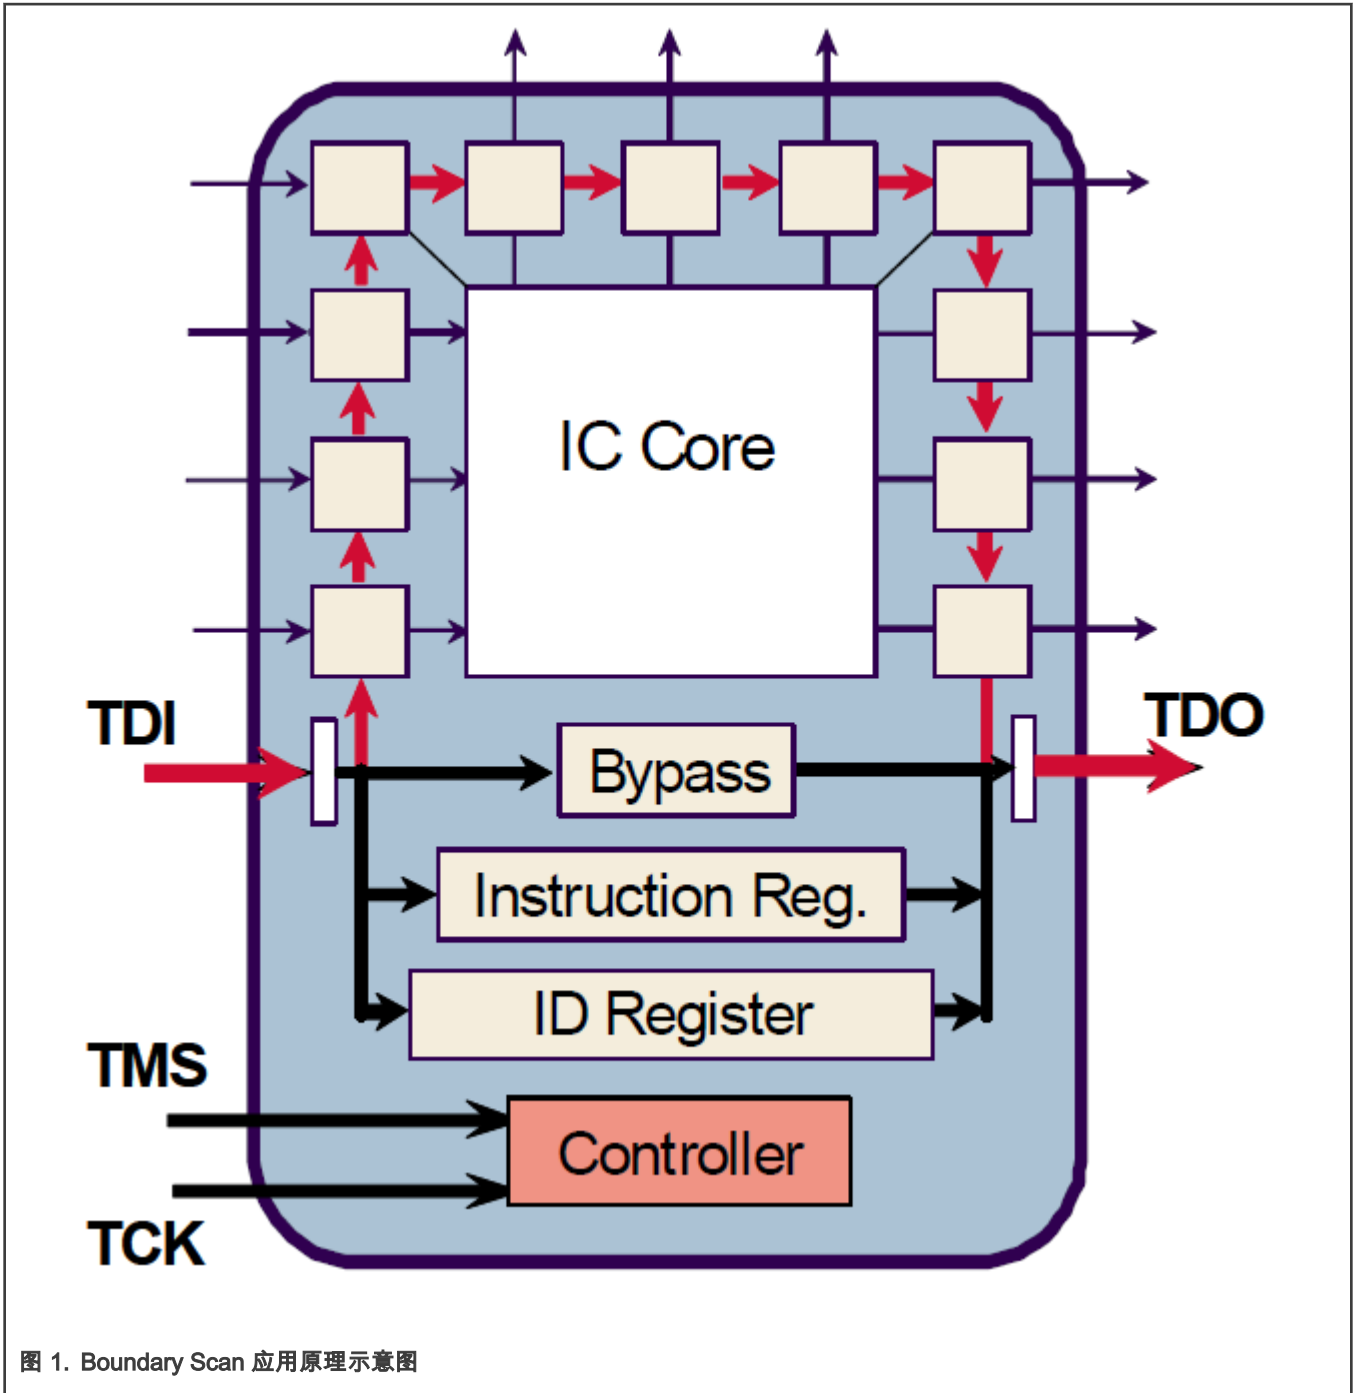 IC Core
TDI
TDO
Bypass
Instruction Reg.
ID Register
TMS
Controller
TCK
图 1. Boundary Scan 应用原理示意图